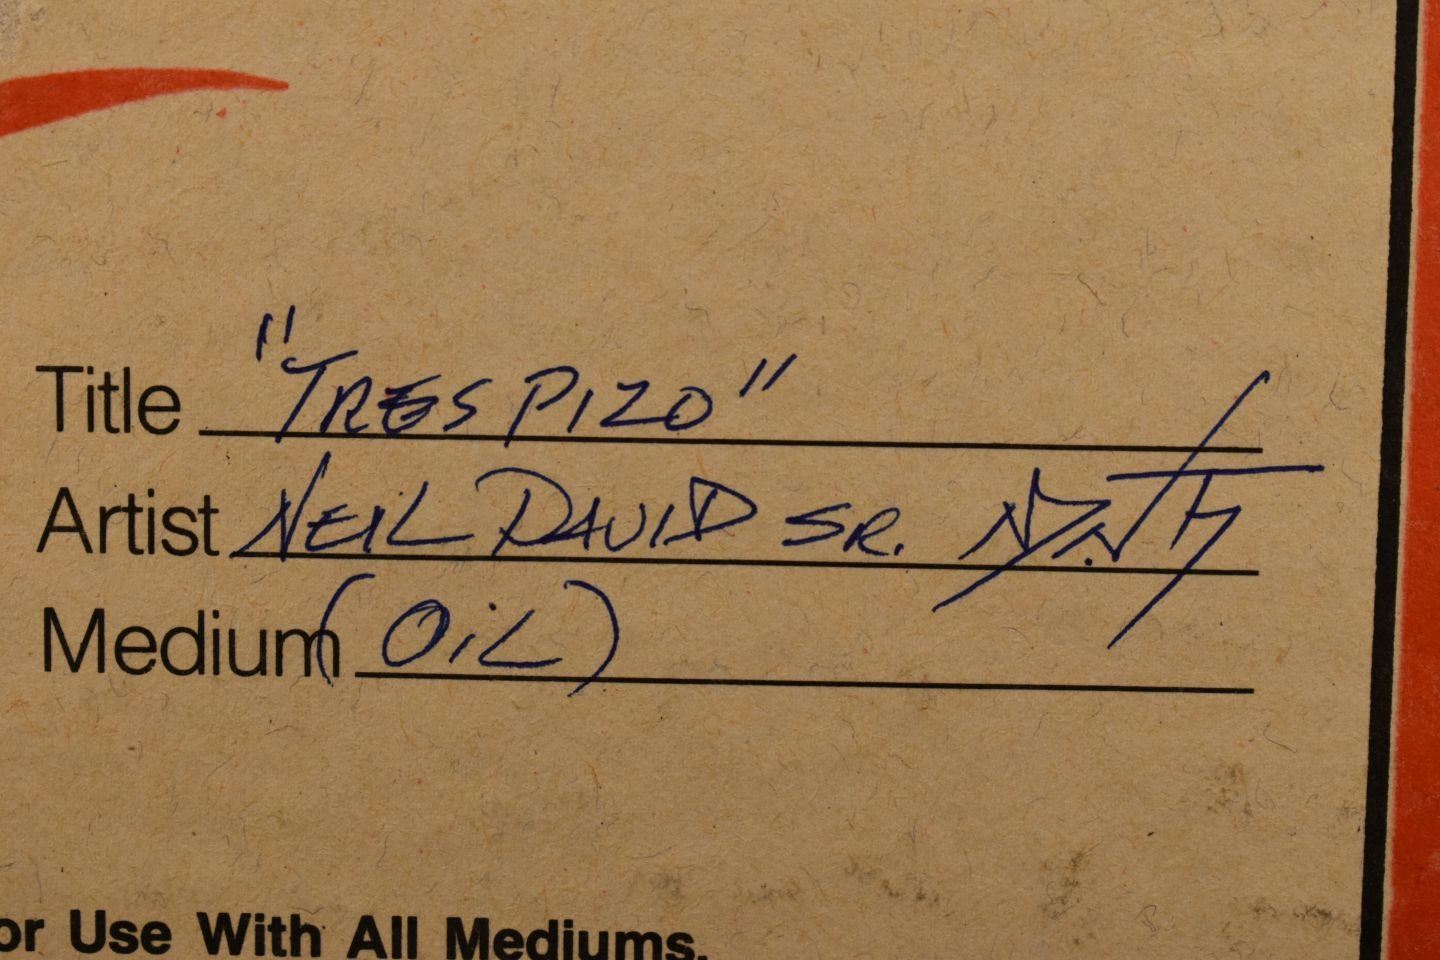 Title "TRES PIZO"
Artist NEIL DAVID SR.
Medium (OiL)
or Use With All Mediums.